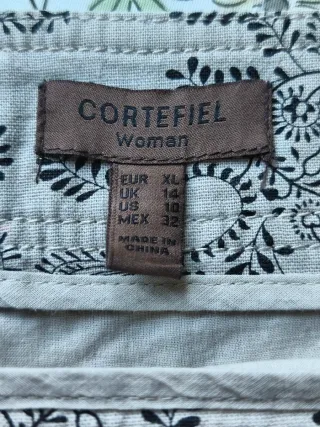 CORTEFIEL
Woman
EUR XL
UK 14
US 10
MEX 32
MADE IN
CHINA